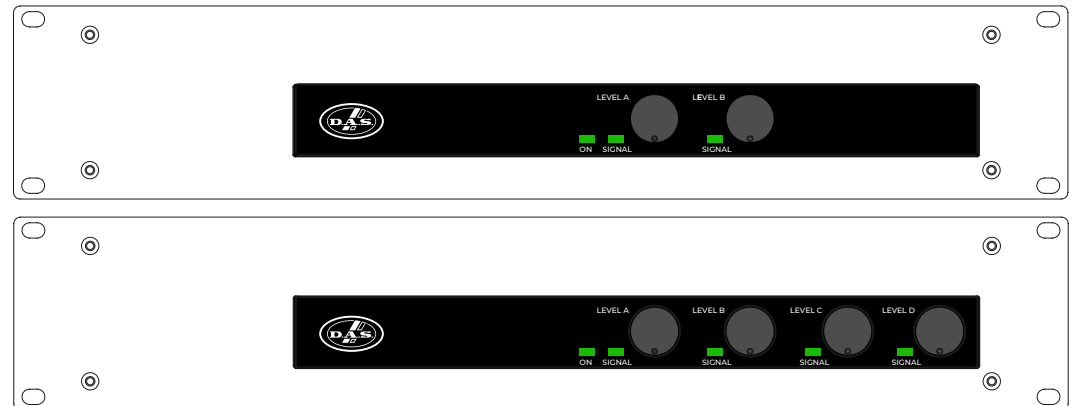 LEVEL A LEVEL B
D.A.S.
ON SIGNAL SIGNAL
LEVEL A LEVEL B LEVEL C LEVEL D
D.A.S.
ON SIGNAL SIGNAL SIGNAL SIGNAL